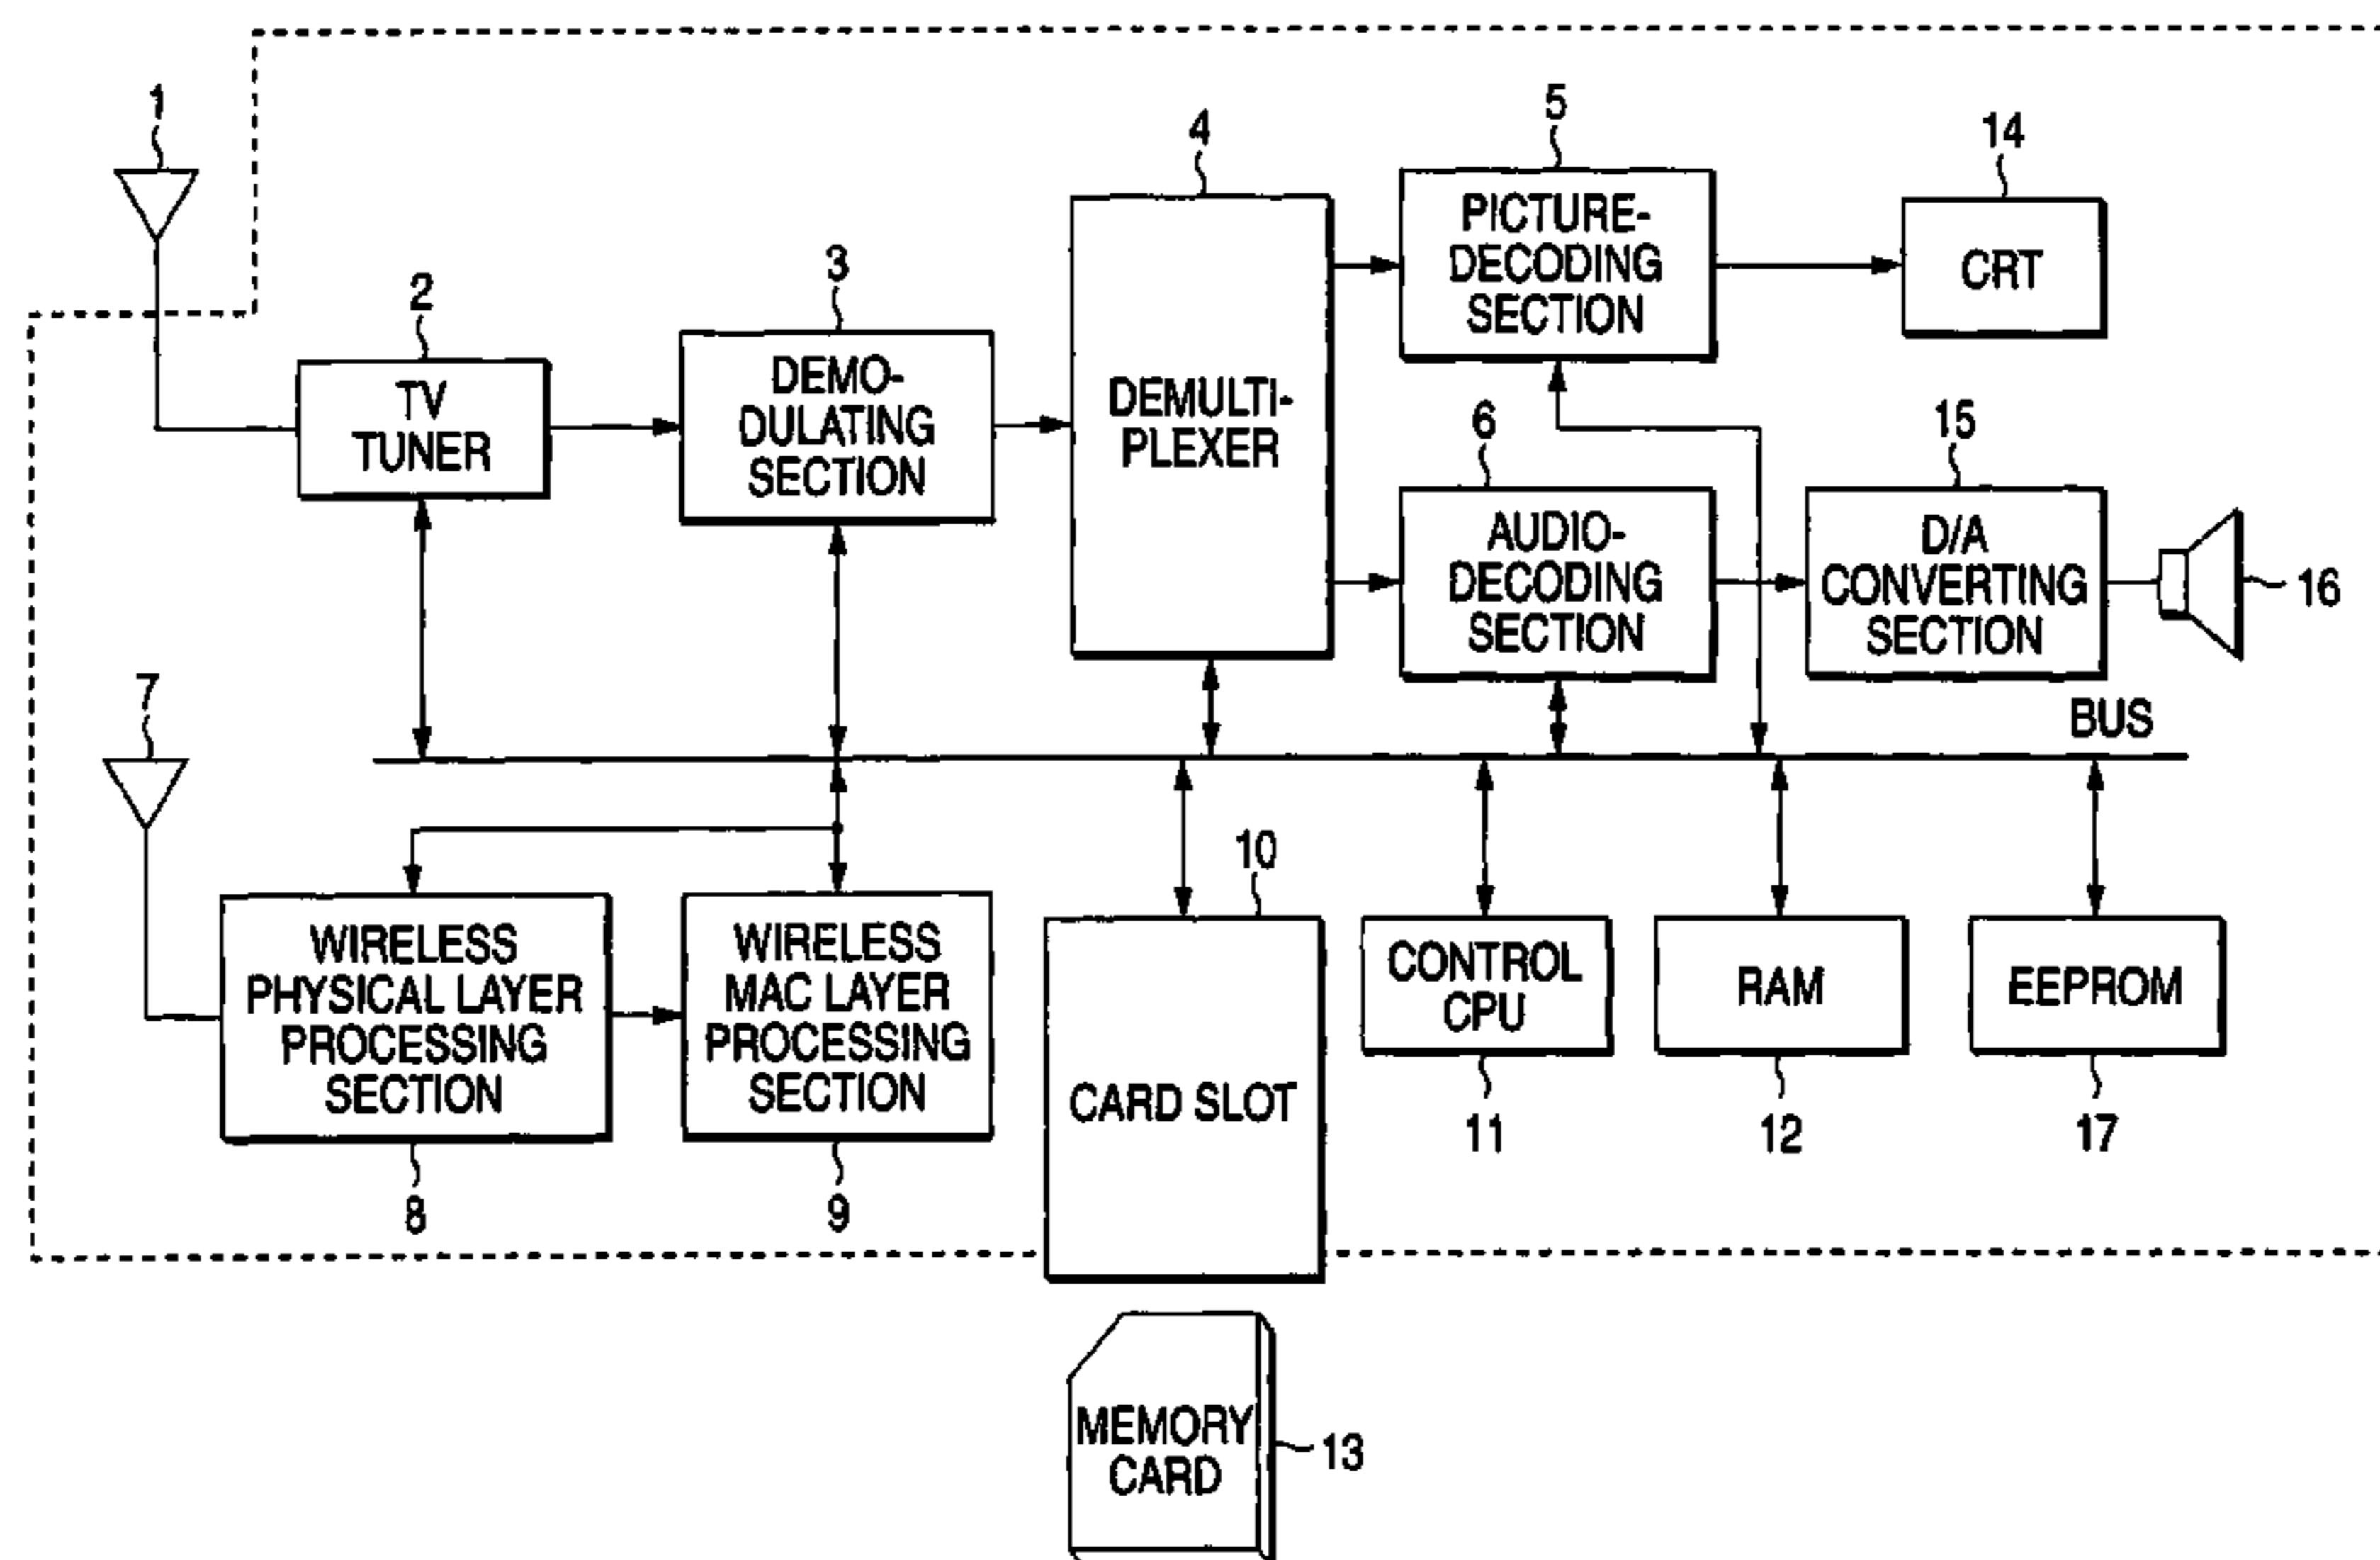 1
2
TV
TUNER
3
DEMO-
DULATING
SECTION
4
DEMULTI-
PLEXER
5
PICTURE-
DECODING
SECTION
14
CRT
6
AUDIO-
DECODING
SECTION
15
D/A
CONVERTING
SECTION
16
BUS
7
WIRELESS
PHYSICAL LAYER
PROCESSING
SECTION
8
WIRELESS
MAC LAYER
PROCESSING
SECTION
9
10
CARD SLOT
CONTROL
CPU
11
RAM
12
EEPROM
17
MEMORY
CARD
13